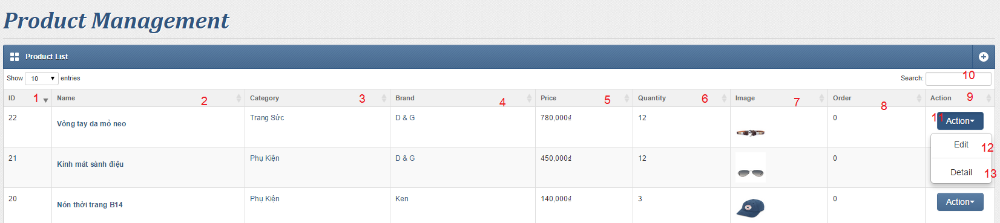 Product Management
Product List
Show 10 entries Search: 10
ID 1 Name 2 Category 3 Brand 4 Price 5 Quantity 6 Image 7 Order 8 Action 9
22 Vòng tay da mỏ neo Trang Sức D & G 780,000₫ 12 0 11 Action
Edit 12
21 Kính mát sành điệu Phụ Kiện D & G 450,000₫ 12 0
Detail 13
20 Nón thời trang B14 Phụ Kiện Ken 140,000₫ 3 0 Action